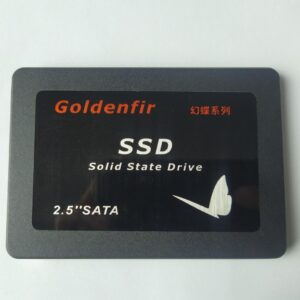 Goldenfir 幻蝶系列
SSD
Solid State Drive
2.5''SATA